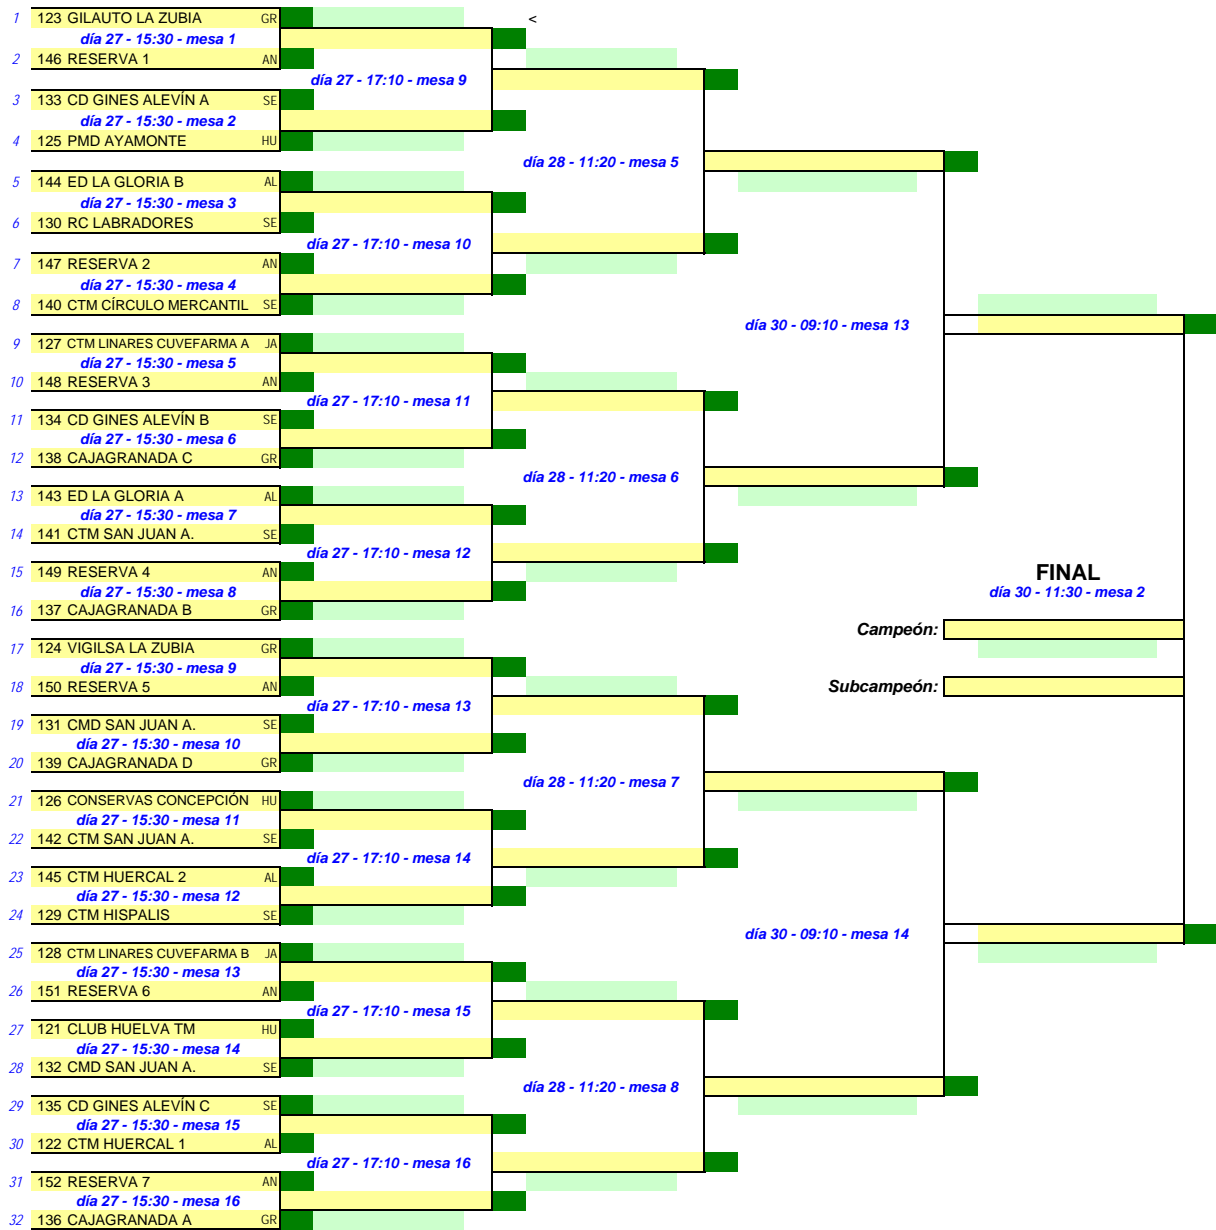 1 123 GILAUTO LA ZUBIA GR <
día 27 - 15:30 - mesa 1
2 146 RESERVA 1 AN
día 27 - 17:10 - mesa 9
3 133 CD GINES ALEVÍN A SE
día 27 - 15:30 - mesa 2
4 125 PMD AYAMONTE HU
día 28 - 11:20 - mesa 5
5 144 ED LA GLORIA B AL
día 27 - 15:30 - mesa 3
6 130 RC LABRADORES SE
día 27 - 17:10 - mesa 10
7 147 RESERVA 2 AN
día 27 - 15:30 - mesa 4
8 140 CTM CÍRCULO MERCANTIL SE
día 30 - 09:10 - mesa 13
9 127 CTM LINARES CUVEFARMA A JA
día 27 - 15:30 - mesa 5
10 148 RESERVA 3 AN
día 27 - 17:10 - mesa 11
11 134 CD GINES ALEVÍN B SE
día 27 - 15:30 - mesa 6
12 138 CAJAGRANADA C GR
día 28 - 11:20 - mesa 6
13 143 ED LA GLORIA A AL
día 27 - 15:30 - mesa 7
14 141 CTM SAN JUAN A. SE
día 27 - 17:10 - mesa 12
15 149 RESERVA 4 AN
FINAL
día 27 - 15:30 - mesa 8
día 30 - 11:30 - mesa 2
16 137 CAJAGRANADA B GR
Campeón:
17 124 VIGILSA LA ZUBIA GR
día 27 - 15:30 - mesa 9
18 150 RESERVA 5 AN
Subcampeón:
día 27 - 17:10 - mesa 13
19 131 CMD SAN JUAN A. SE
día 27 - 15:30 - mesa 10
20 139 CAJAGRANADA D GR
día 28 - 11:20 - mesa 7
21 126 CONSERVAS CONCEPCIÓN HU
día 27 - 15:30 - mesa 11
22 142 CTM SAN JUAN A. SE
día 27 - 17:10 - mesa 14
23 145 CTM HUERCAL 2 AL
día 27 - 15:30 - mesa 12
24 129 CTM HISPALIS SE
día 30 - 09:10 - mesa 14
25 128 CTM LINARES CUVEFARMA B JA
día 27 - 15:30 - mesa 13
26 151 RESERVA 6 AN
día 27 - 17:10 - mesa 15
27 121 CLUB HUELVA TM HU
día 27 - 15:30 - mesa 14
28 132 CMD SAN JUAN A. SE
día 28 - 11:20 - mesa 8
29 135 CD GINES ALEVÍN C SE
día 27 - 15:30 - mesa 15
30 122 CTM HUERCAL 1 AL
día 27 - 17:10 - mesa 16
31 152 RESERVA 7 AN
día 27 - 15:30 - mesa 16
32 136 CAJAGRANADA A GR